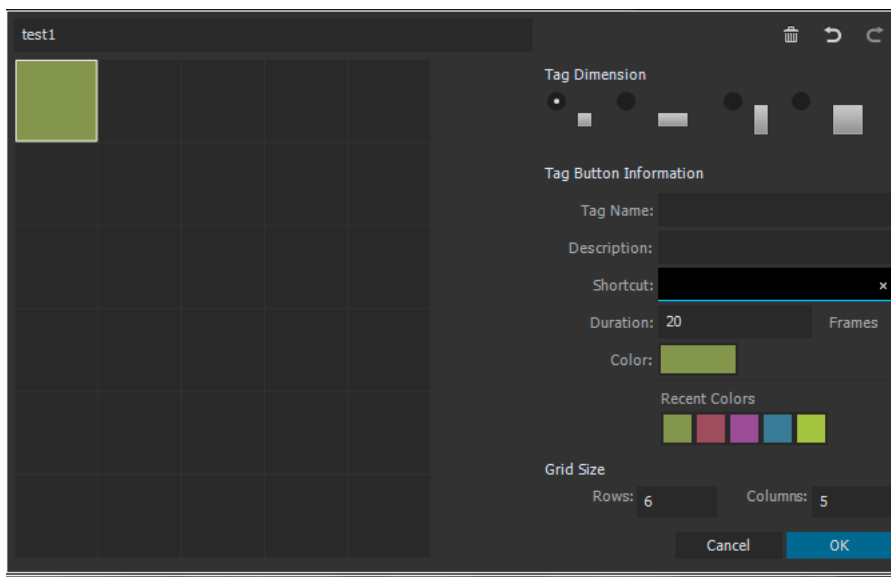 test1
Tag Dimension
Tag Button Information
Tag Name:
Description:
Shortcut:
Duration: 20 Frames
Color:
Recent Colors
Grid Size
Rows: 6 Columns: 5
Cancel OK